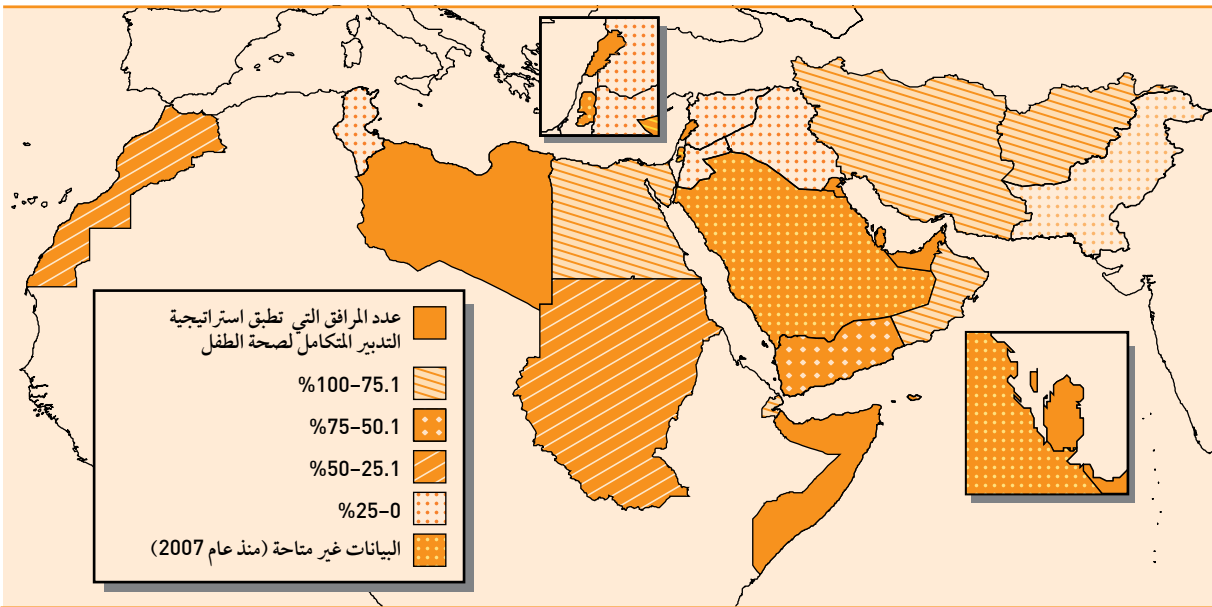 عدد المرافق التي تطبق استراتيجية
التدبير المتكامل لصحة الطفل
%100–75.1
%75–50.1
%50–25.1
%25–0
البيانات غير متاحة (منذ عام 2007)